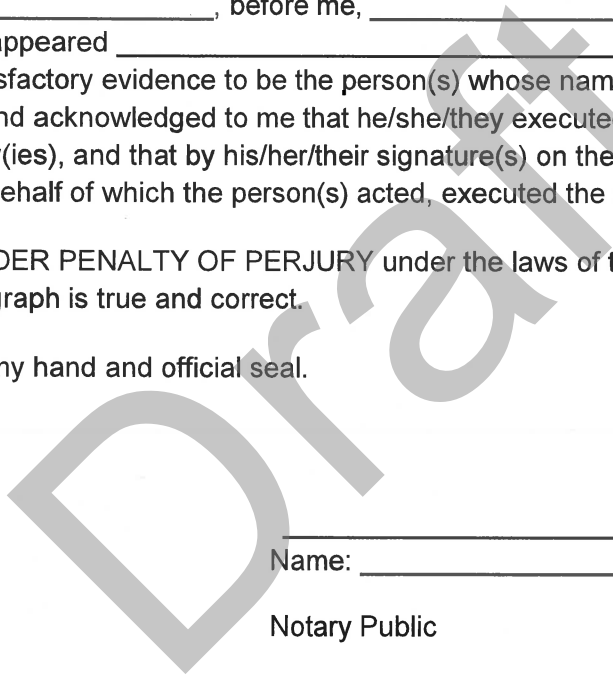 , before me,
appeared
sfactory evidence to be the person(s) whose nam
nd acknowledged to me that he/she/they execute
(ies), and that by his/her/their signature(s) on the
ehalf of which the person(s) acted, executed the
DER PENALTY OF PERJURY under the laws of t
graph is true and correct.
my hand and official seal.
Name:
Notary Public
Draft